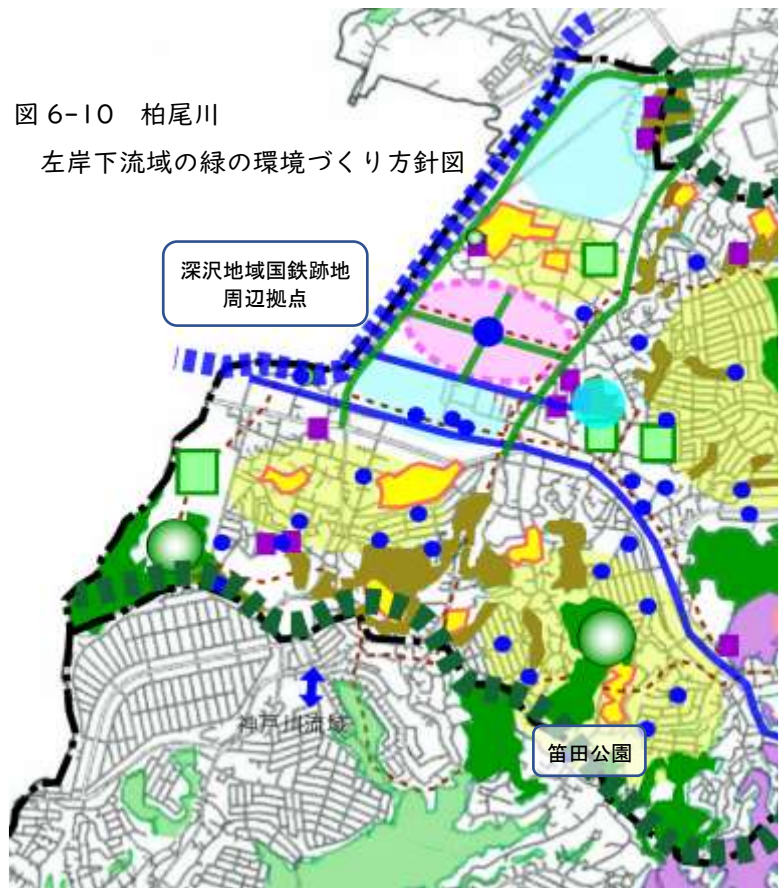 図 6-10 柏尾川
左岸下流域の緑の環境づくり方針図
深沢地域国鉄跡地
周辺拠点
神戸川流域
笛田公園